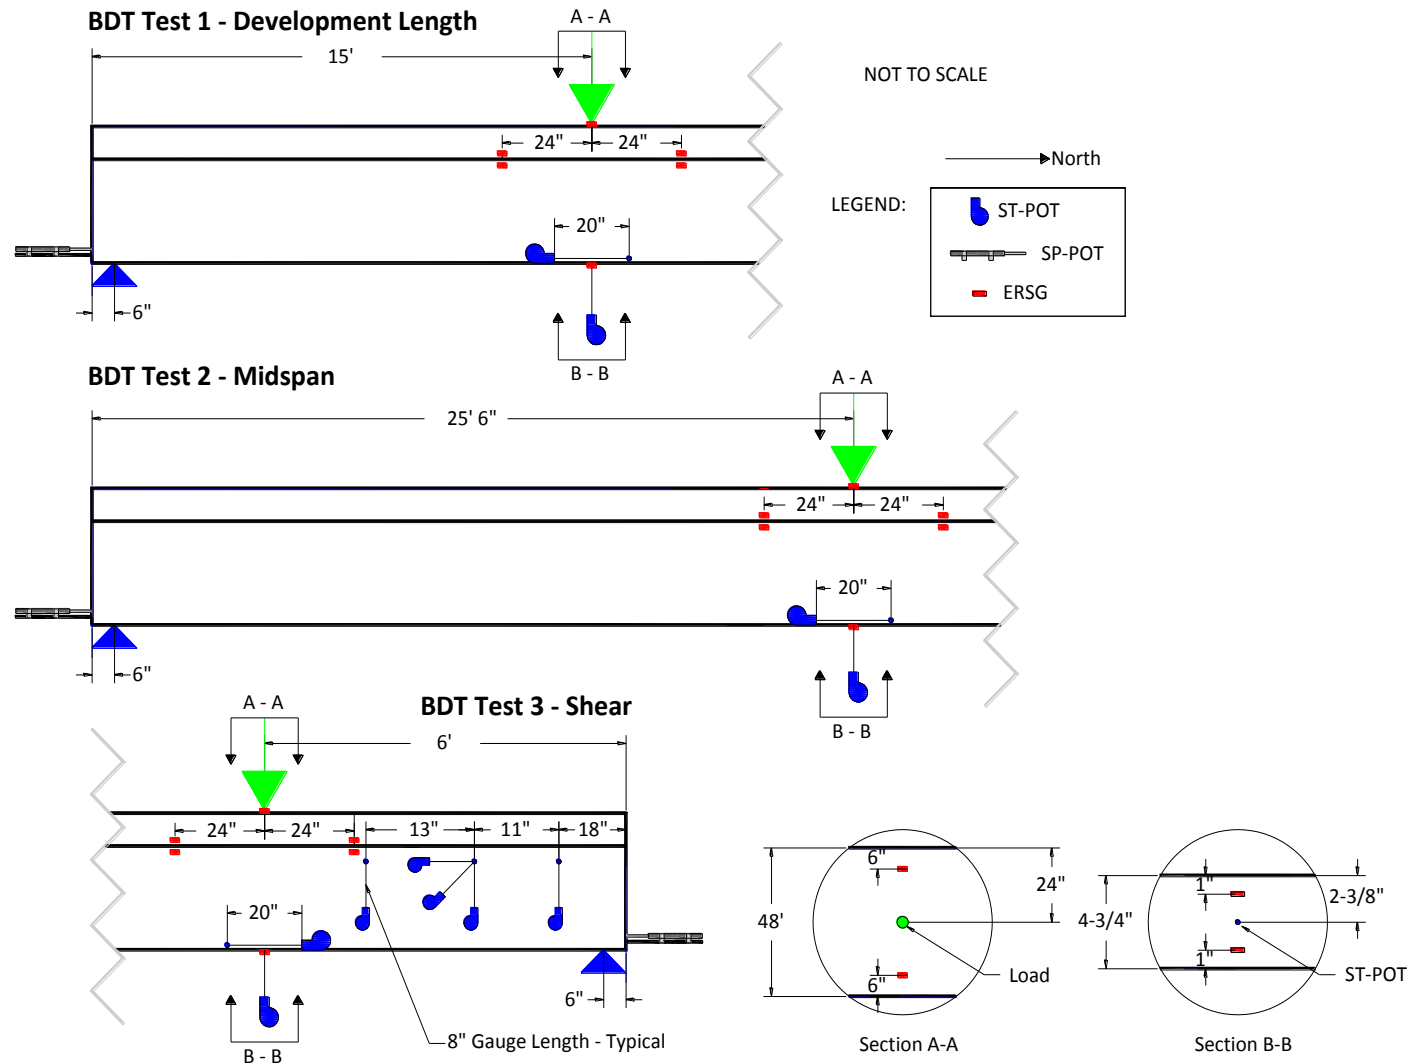 BDT Test 1 - Development Length
A - A
15'
NOT TO SCALE
24"
24"
North
LEGEND:
ST-POT
SP-POT
ERSG
20"
6"
B - B
BDT Test 2 - Midspan
A - A
25' 6"
24"
24"
20"
6"
B - B
BDT Test 3 - Shear
A - A
6'
24"
24"
13"
11"
18"
20"
6"
8" Gauge Length - Typical
B - B
6"
24"
48'
Load
6"
Section A-A
1"
2-3/8"
4-3/4"
1"
ST-POT
Section B-B